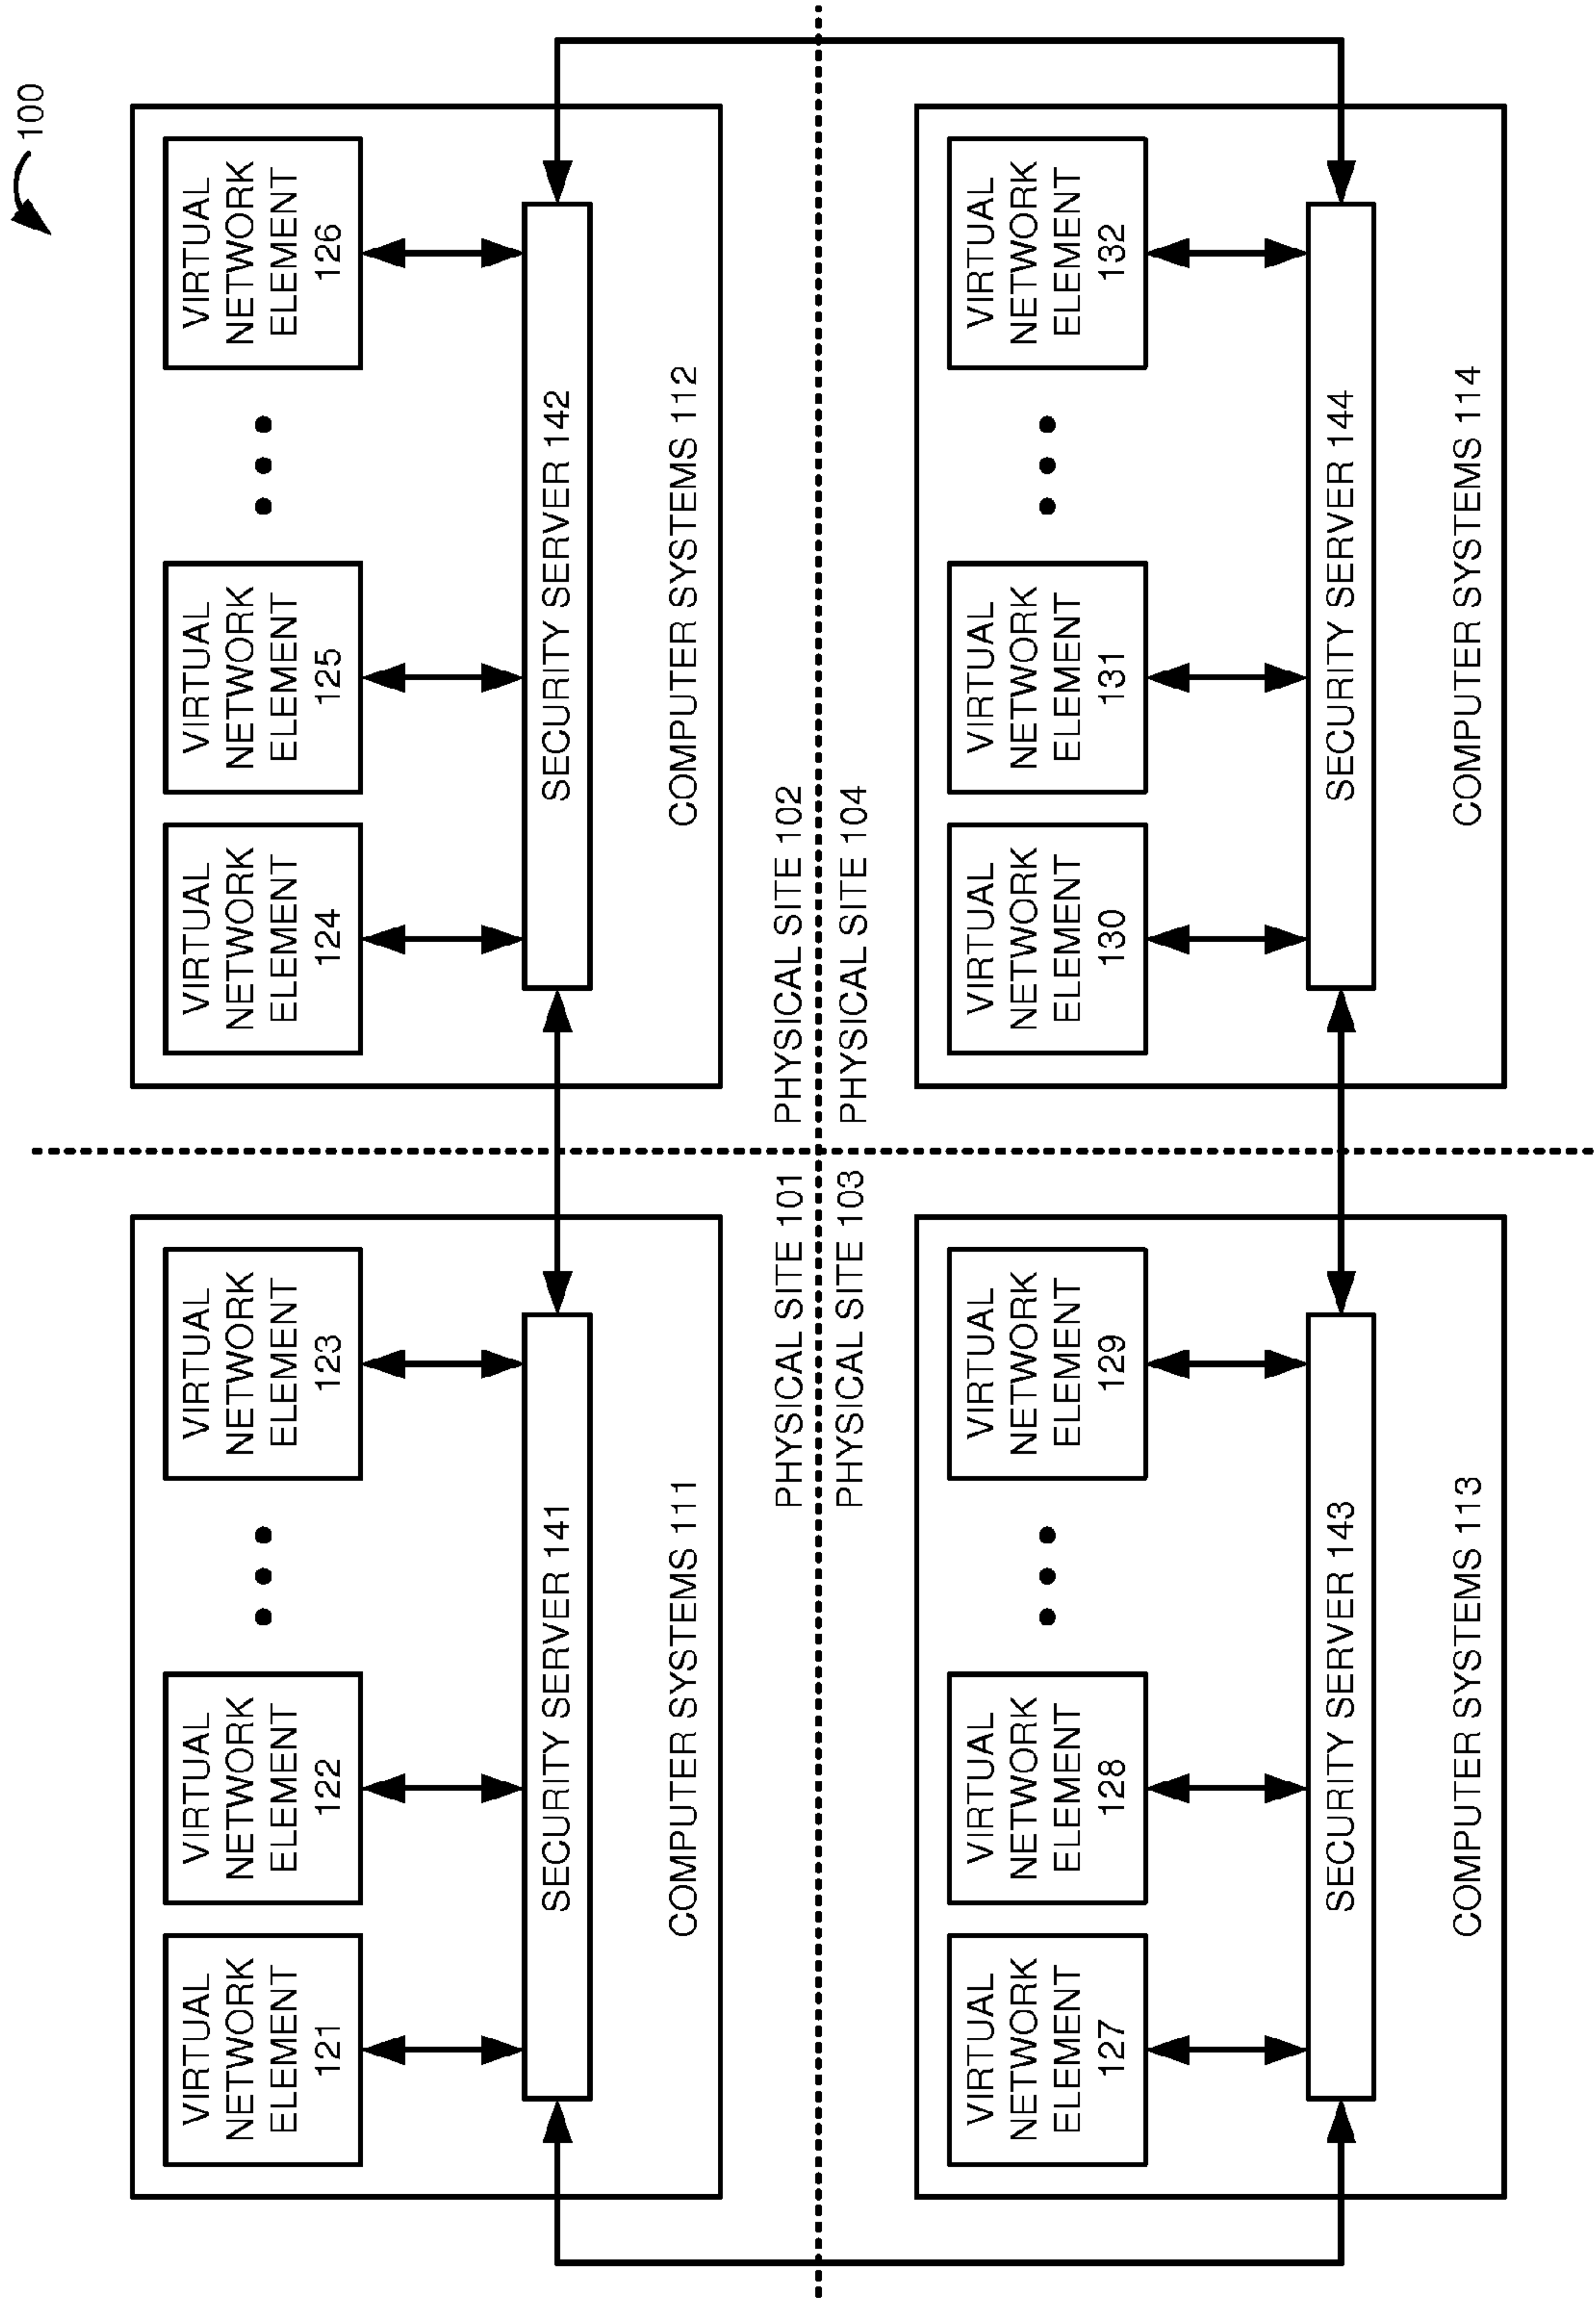 100
VIRTUAL
NETWORK
ELEMENT
121
VIRTUAL
NETWORK
ELEMENT
122
VIRTUAL
NETWORK
ELEMENT
123
SECURITY SERVER 141
COMPUTER SYSTEMS 111
PHYSICAL SITE 101
VIRTUAL
NETWORK
ELEMENT
124
VIRTUAL
NETWORK
ELEMENT
125
VIRTUAL
NETWORK
ELEMENT
126
SECURITY SERVER 142
COMPUTER SYSTEMS 112
PHYSICAL SITE 102
PHYSICAL SITE 103
VIRTUAL
NETWORK
ELEMENT
127
VIRTUAL
NETWORK
ELEMENT
128
VIRTUAL
NETWORK
ELEMENT
129
SECURITY SERVER 143
COMPUTER SYSTEMS 113
PHYSICAL SITE 104
VIRTUAL
NETWORK
ELEMENT
130
VIRTUAL
NETWORK
ELEMENT
131
VIRTUAL
NETWORK
ELEMENT
132
SECURITY SERVER 144
COMPUTER SYSTEMS 114